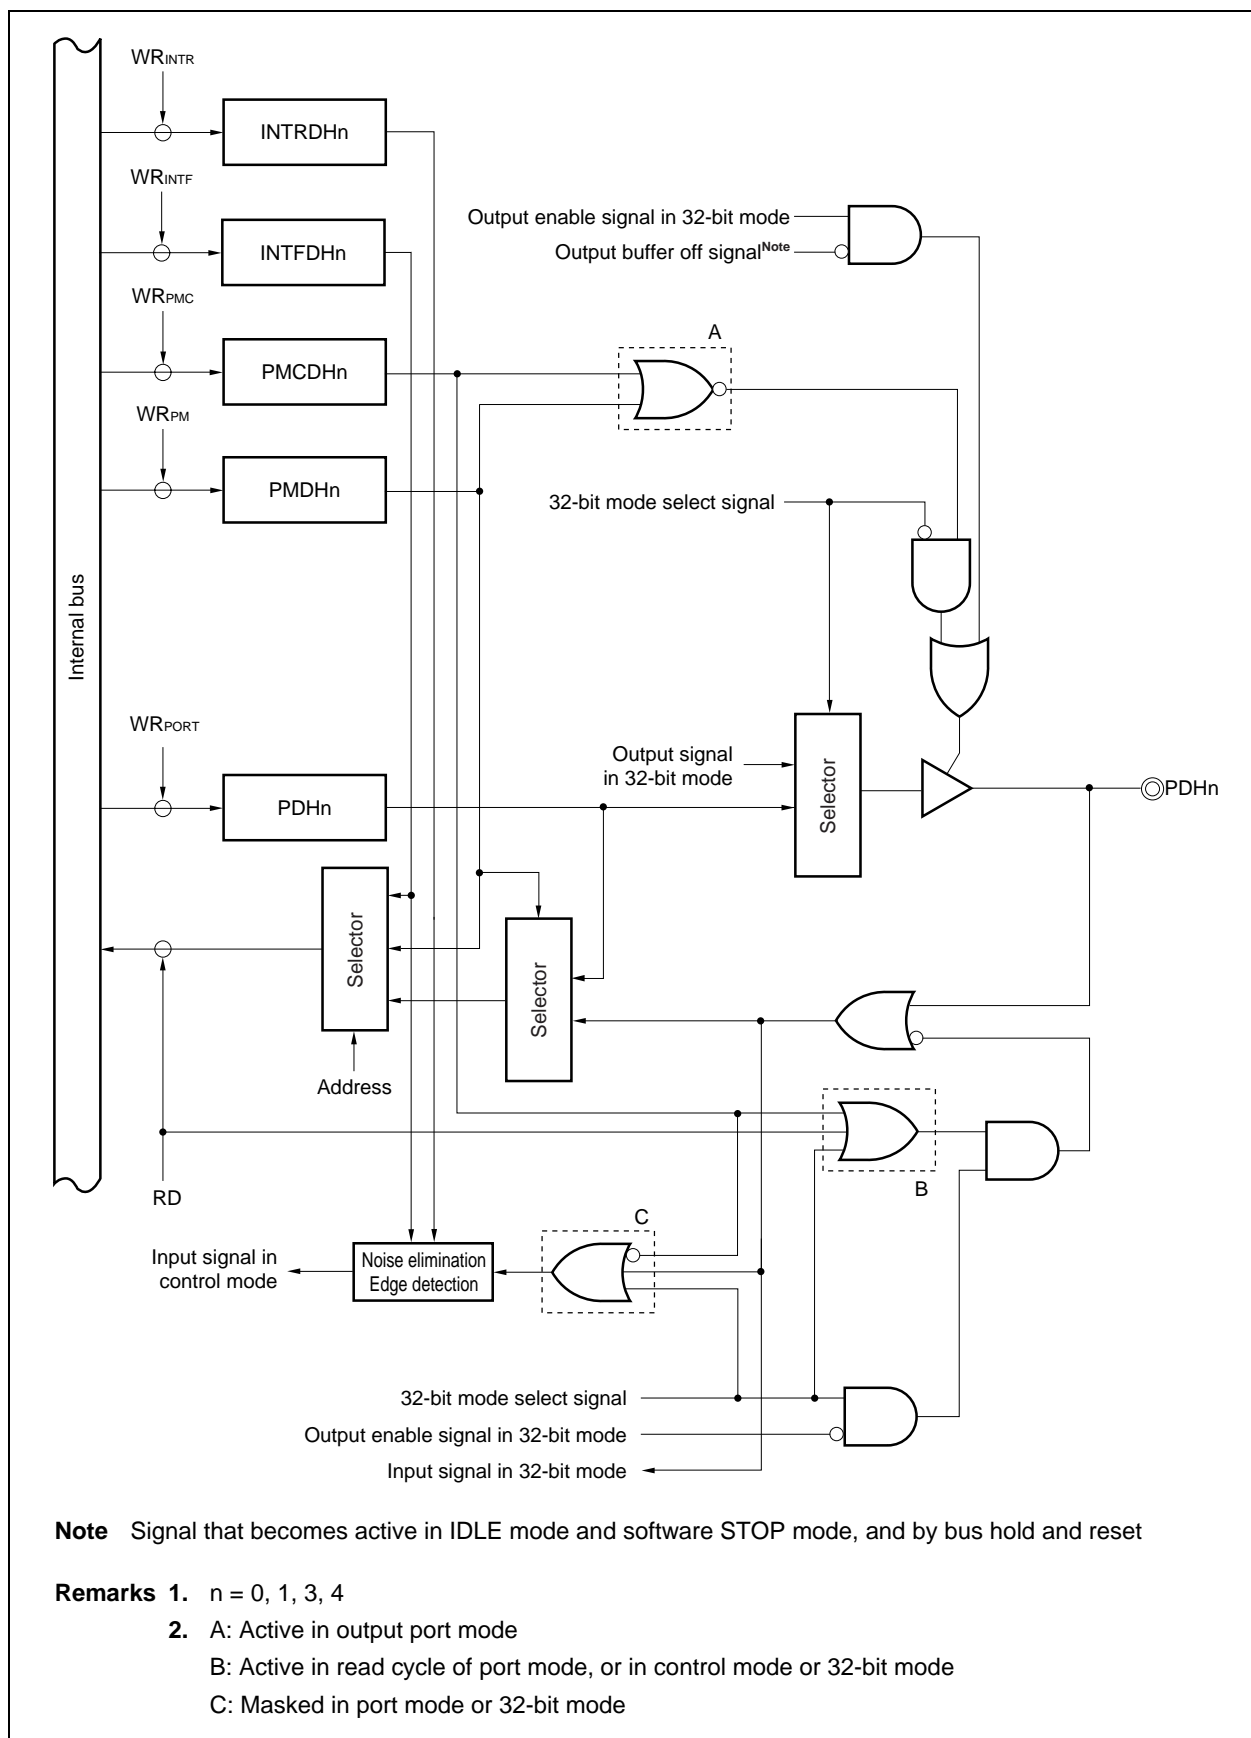 WRINTR
INTRDHn
WRINTF
INTFDHn
Output enable signal in 32-bit mode
Output buffer off signalNote
WRPMC
PMCDHn
A
WRPM
PMDHn
32-bit mode select signal
Internal bus
WRPORT
PDHn
Output signal
in 32-bit mode
Selector
PDHn
Selector
Selector
Address
RD
B
C
Input signal in
control mode
Noise elimination
Edge detection
32-bit mode select signal
Output enable signal in 32-bit mode
Input signal in 32-bit mode
Note Signal that becomes active in IDLE mode and software STOP mode, and by bus hold and reset
Remarks 1. n = 0, 1, 3, 4
2. A: Active in output port mode
B: Active in read cycle of port mode, or in control mode or 32-bit mode
C: Masked in port mode or 32-bit mode